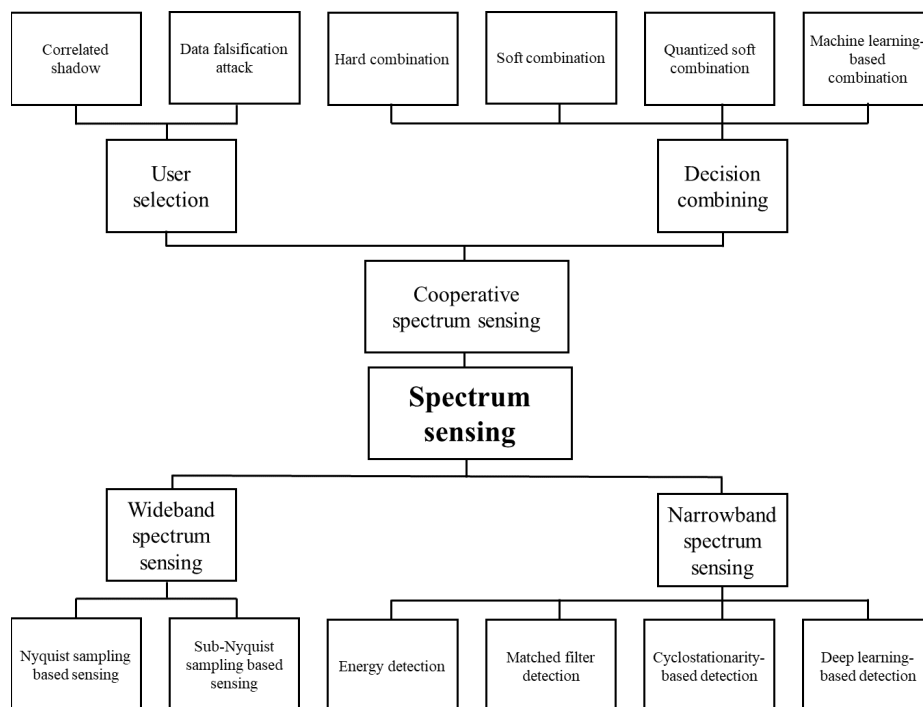 Correlated
shadow
Data falsification
attack
Hard combination
Soft combination
Quantized soft
combination
Machine learning-
based
combination
User
selection
Decision
combining
Cooperative
spectrum sensing
Spectrum
sensing
Wideband
spectrum
sensing
Narrowband
spectrum
sensing
Nyquist sampling
based sensing
Sub-Nyquist
sampling based
sensing
Energy detection
Matched filter
detection
Cyclostationarity-
based detection
Deep learning-
based detection